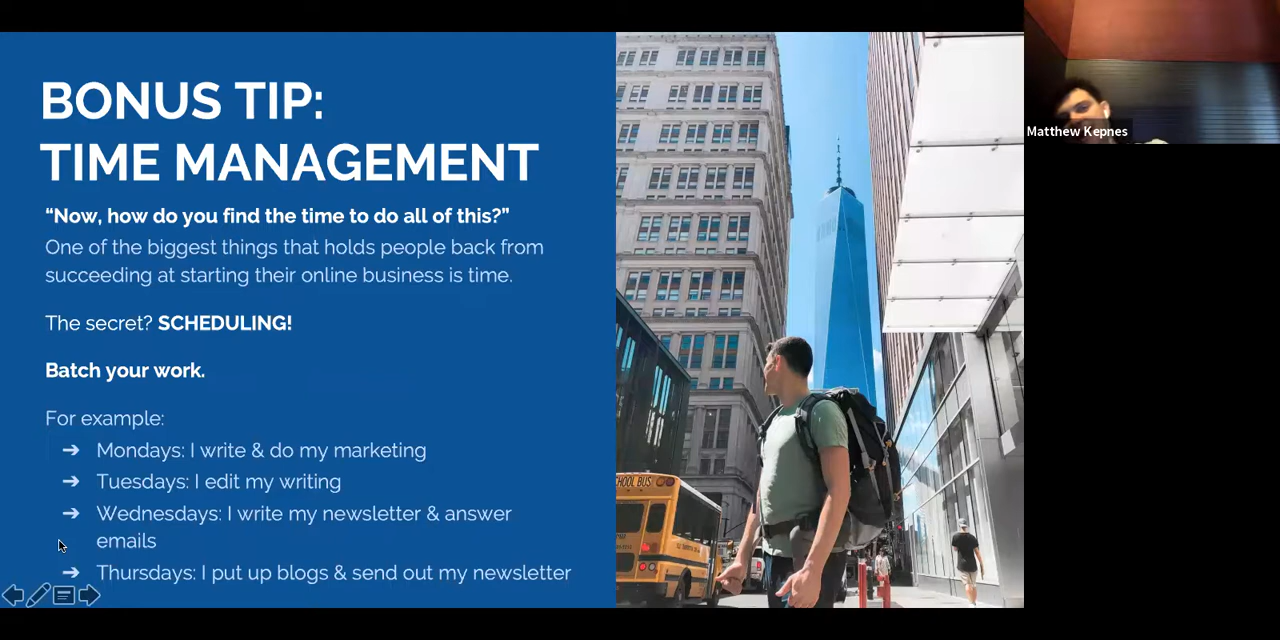 BONUS TIP:
TIME MANAGEMENT
“Now, how do you find the time to do all of this?”
One of the biggest things that holds people back from
succeeding at starting their online business is time.
The secret? SCHEDULING!
Batch your work.
For example:
➔ Mondays: I write & do my marketing
➔ Tuesdays: I edit my writing
➔ Wednesdays: I write my newsletter & answer
emails
➔ Thursdays: I put up blogs & send out my newsletter
SCHOOL BUS
Matthew Kepnes